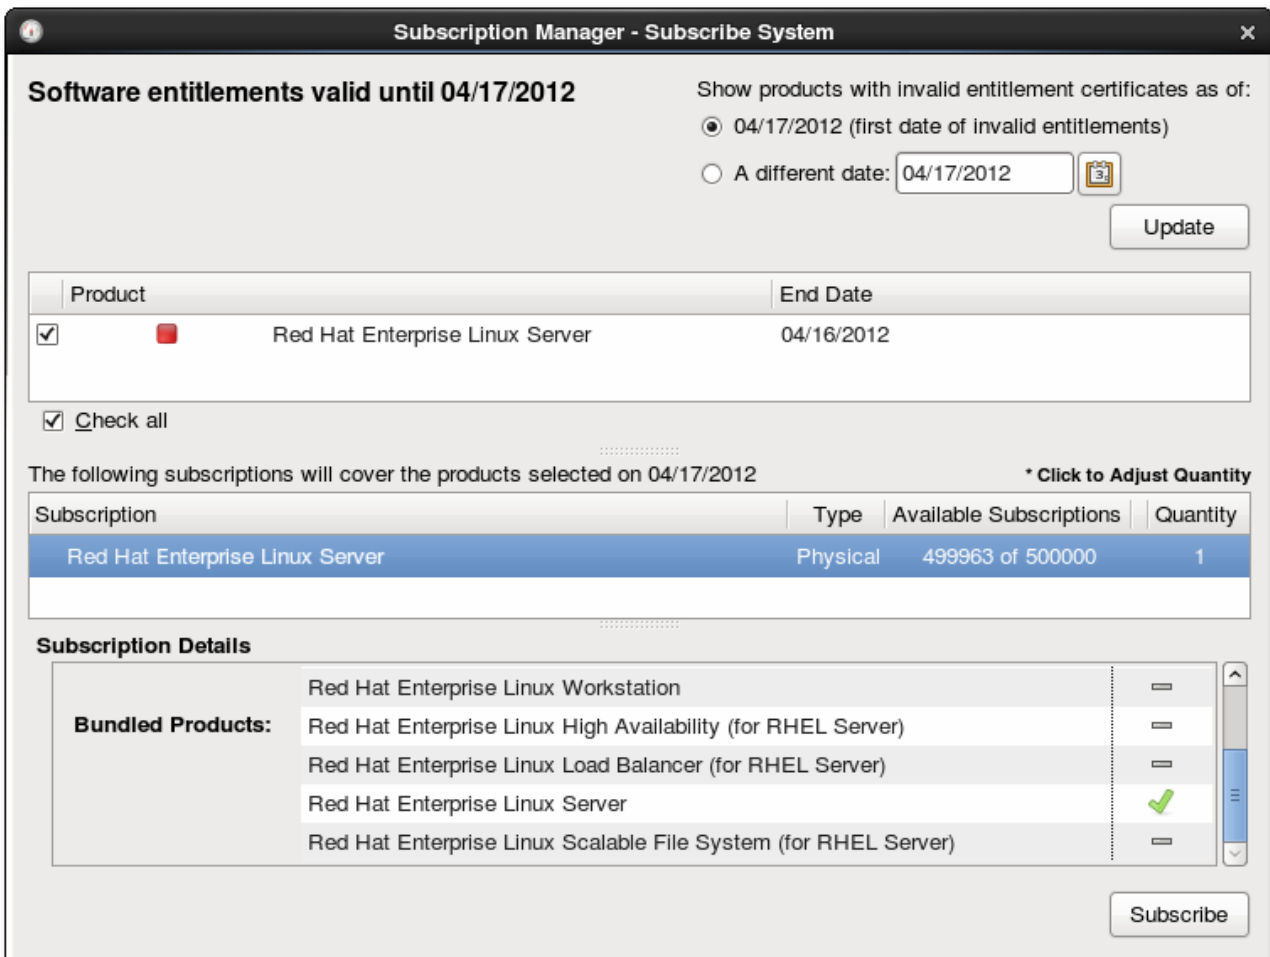 Subscription Manager - Subscribe System
Software entitlements valid until 04/17/2012
Show products with invalid entitlement certificates as of:
04/17/2012 (first date of invalid entitlements)
A different date: 04/17/2012
Update
Product End Date
Red Hat Enterprise Linux Server 04/16/2012
Check all
The following subscriptions will cover the products selected on 04/17/2012 * Click to Adjust Quantity
Subscription Type Available Subscriptions Quantity
Red Hat Enterprise Linux Server Physical 499963 of 500000 1
Subscription Details
Red Hat Enterprise Linux Workstation
Bundled Products: Red Hat Enterprise Linux High Availability (for RHEL Server)
Red Hat Enterprise Linux Load Balancer (for RHEL Server)
Red Hat Enterprise Linux Server
Red Hat Enterprise Linux Scalable File System (for RHEL Server)
Subscribe